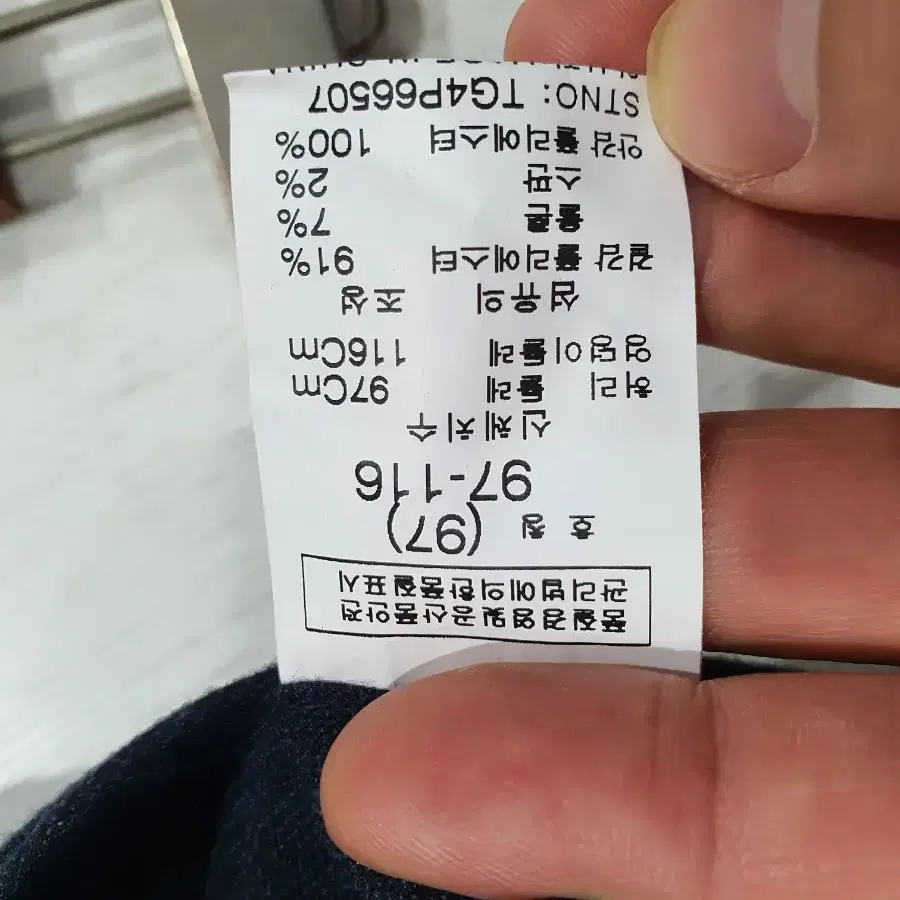 품질경영및공산품안전
관리법에의한품질표시
호 칭 (97)
97-116
신체치수
허리 둘레 97Cm
엉덩이둘레 116Cm
섬유의 조성
겉감 폴리에스터 91%
울론 7%
스판 2%
안감 폴리에스터 100%
STNO: TG4P66507